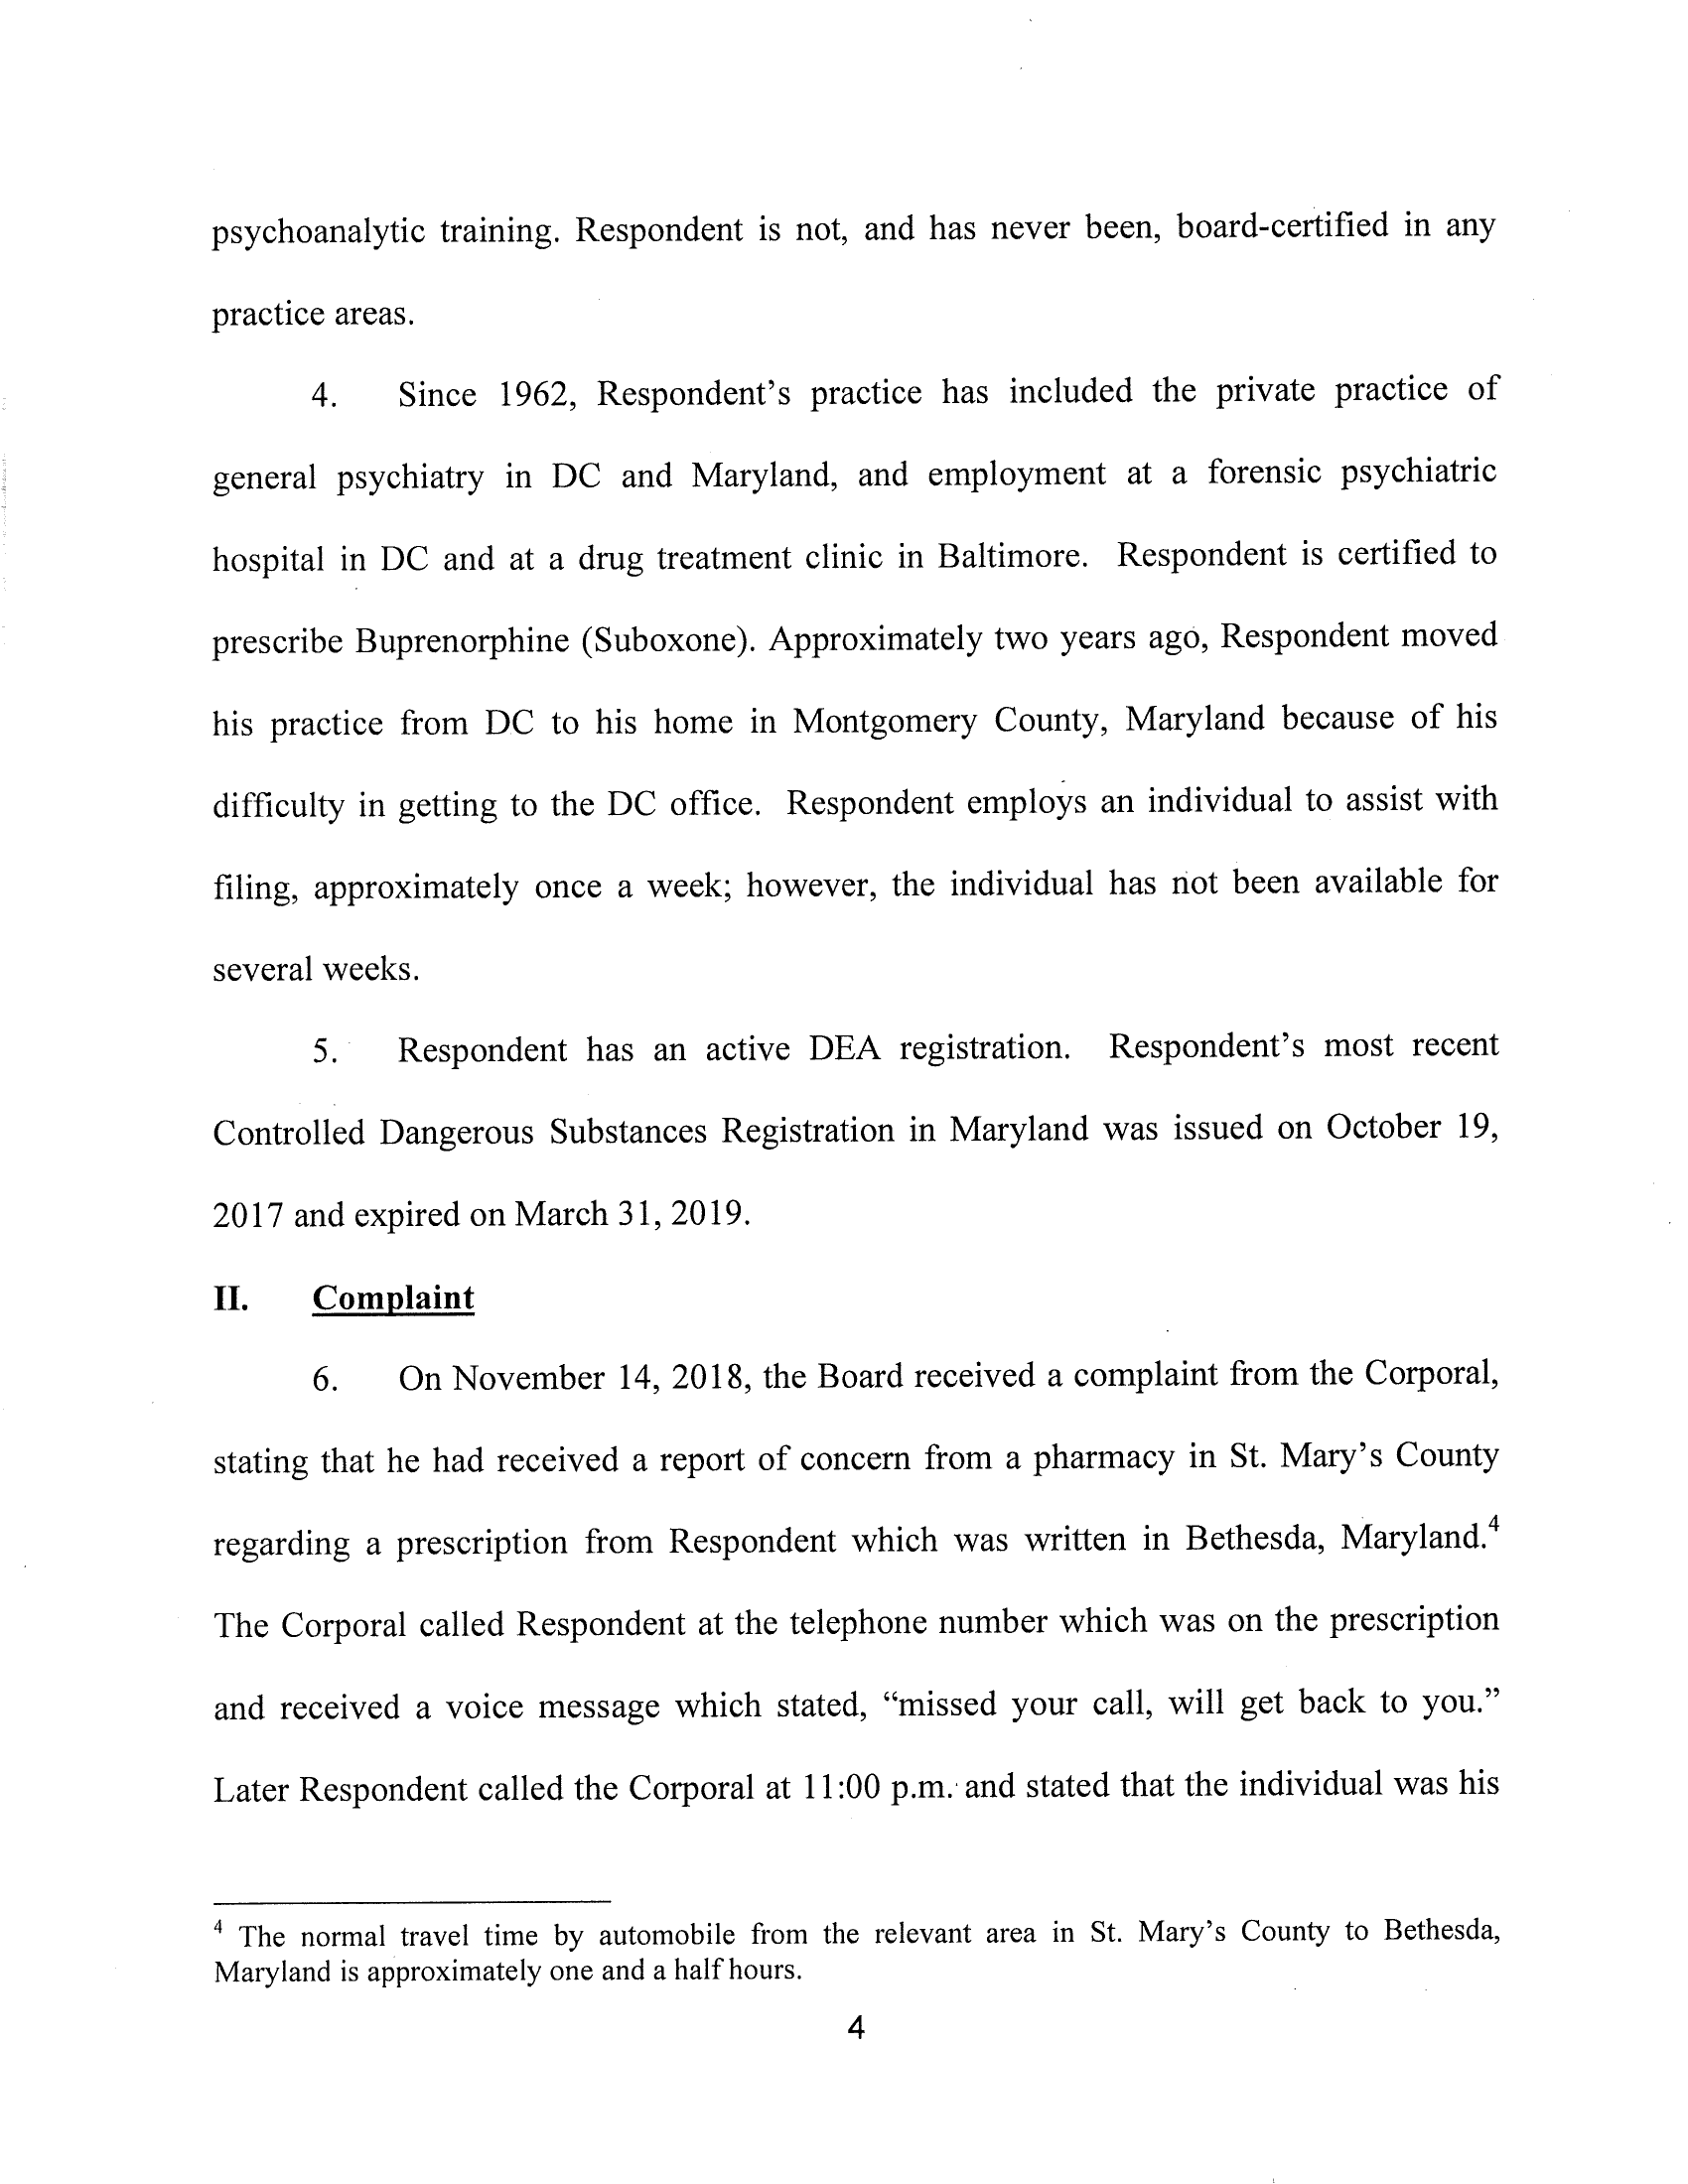 psychoanalytic training. Respondent is not, and has never been, board-certified in any
practice areas.
4. Since 1962, Respondent's practice has included the private practice of
general psychiatry in DC and Maryland, and employment at a forensic psychiatric
hospital in DC and at a drug treatment clinic in Baltimore. Respondent is certified to
prescribe Buprenorphine (Suboxone). Approximately two years ago, Respondent moved
his practice from DC to his home in Montgomery County, Maryland because of his
difficulty in getting to the DC office. Respondent employs an individual to assist with
filing, approximately once a week; however, the individual has not been available for
several weeks.
5. Respondent has an active DEA registration. Respondent's most recent
Controlled Dangerous Substances Registration in Maryland was issued on October 19,
2017 and expired on March 31, 2019.
II. Complaint
6. On November 14, 2018, the Board received a complaint from the Corporal,
stating that he had received a report of concern from a pharmacy in St. Mary's County
regarding a prescription from Respondent which was written in Bethesda, Maryland.⁴
The Corporal called Respondent at the telephone number which was on the prescription
and received a voice message which stated, “missed your call, will get back to you.”
Later Respondent called the Corporal at 11:00 p.m. and stated that the individual was his
⁴ The normal travel time by automobile from the relevant area in St. Mary's County to Bethesda,
Maryland is approximately one and a half hours.
4